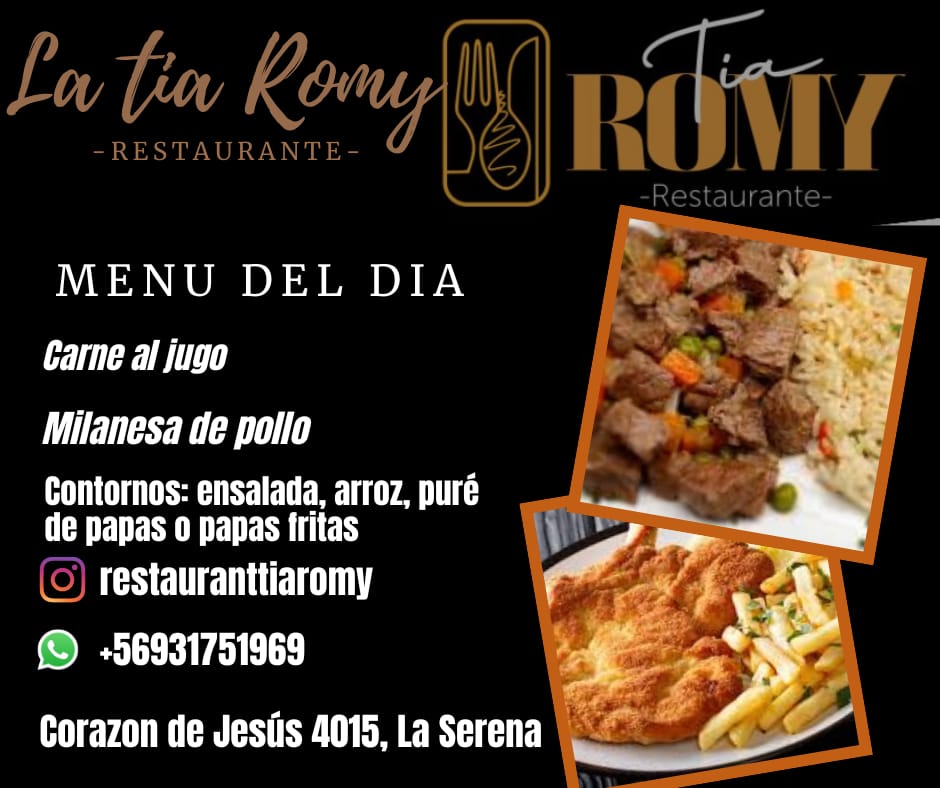 La tia Romy
-RESTAURANTE-
Tia
ROMY
-Restaurante-
MENU DEL DIA
Carne al jugo
Milanesa de pollo
Contornos: ensalada, arroz, puré
de papas o papas fritas
restauranttiaromy
+56931751969
Corazon de Jesús 4015, La Serena